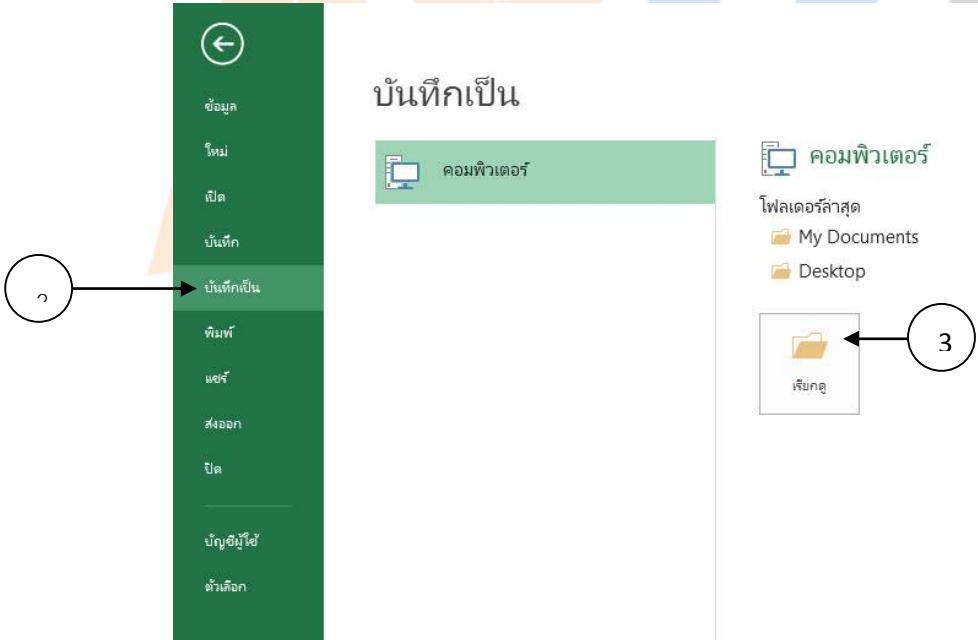 บันทึกเป็น
ข้อมูล
ใหม่
เปิด
บันทึก
บันทึกเป็น
พิมพ์
แชร์
ส่งออก
ปิด
บัญชีผู้ใช้
ตัวเลือก
คอมพิวเตอร์
คอมพิวเตอร์
โฟลเดอร์ล่าสุด
My Documents
Desktop
เรียกดู
3